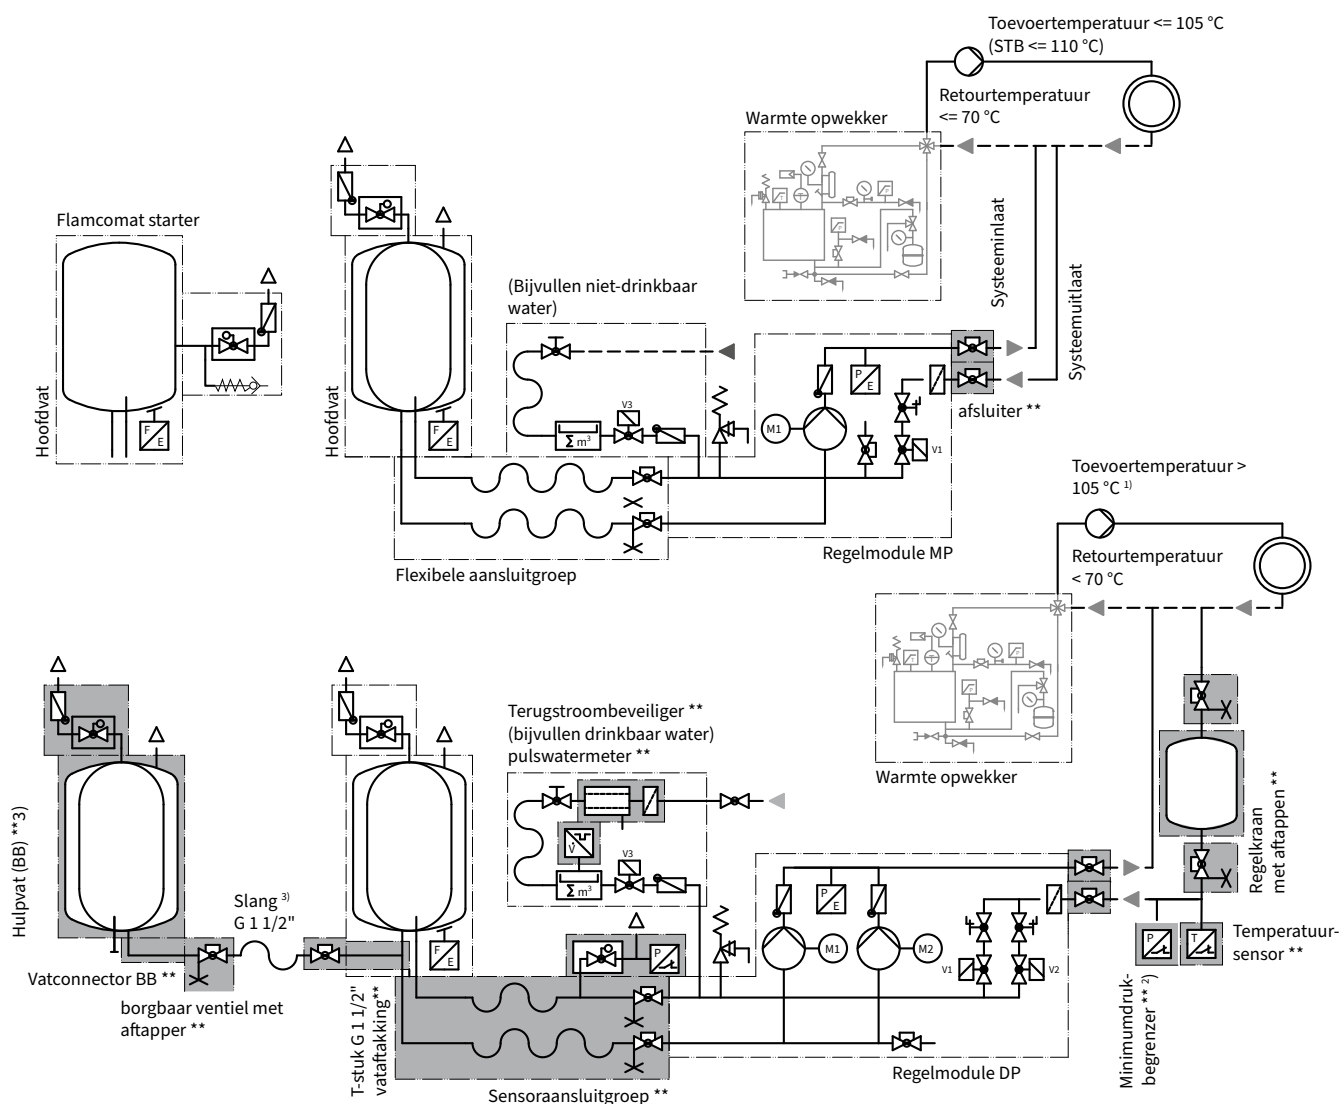 Toevoertemperatuur <= 105 °C
(STB <= 110 °C)
Retourtemperatuur
<= 70 °C
Warmte opwekker
Systeeminlaat
Systeemuitlaat
Flamcomat starter
Hoofdvat
F
E
Hoofdvat
F
E
(Bijvullen niet-drinkbaar
water)
V3
Σ m³
M1
P
E
V1
afsluiter **
Regelmodule MP
Flexibele aansluitgroep
Toevoertemperatuur >
105 °C 1)
Retourtemperatuur
< 70 °C
Warmte opwekker
Hulpvat (BB) **3)
Vatconnector BB **
borgbaar ventiel met
aftapper **
Slang 3)
G 1 1/2"
T-stuk G 1 1/2"
vataftakking**
F
E
Terugstroombeveiliger **
(bijvullen drinkbaar water)
pulswatermeter **
V
V3
Σ m³
P
Sensoraansluitgroep **
P
E
M1
M2
V1
V2
Regelmodule DP
Regelkraan
met aftappen **
P
T
Temperatuur-
sensor **
Minimumdruk-
begrenzer ** 2)